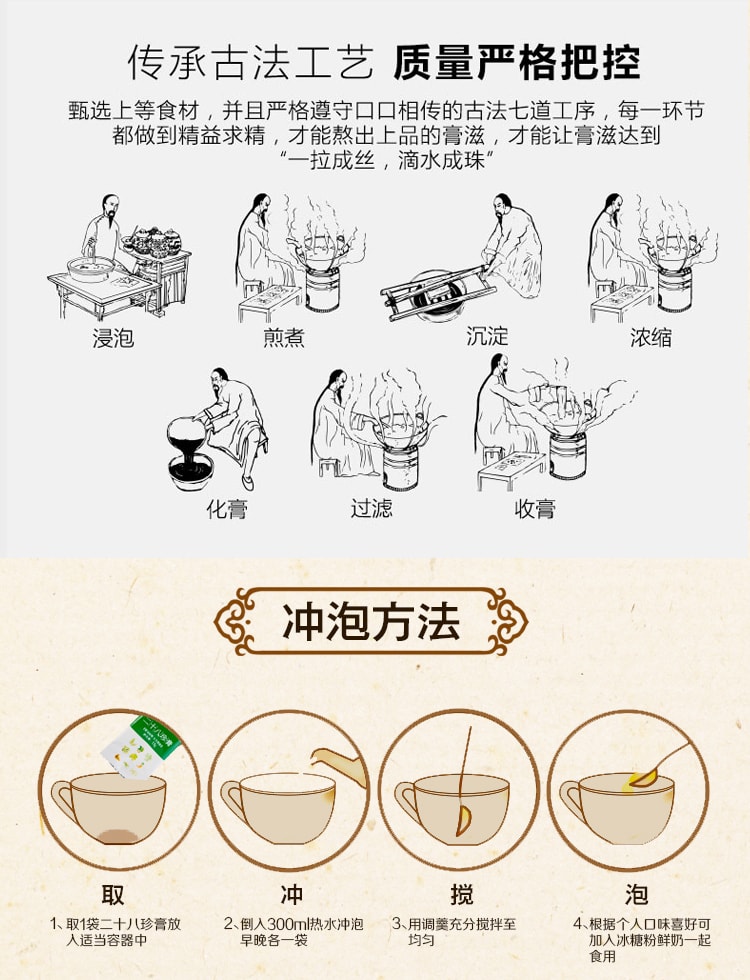 传承古法工艺 质量严格把控
甄选上等食材，并且严格遵守口口相传的古法七道工序，每一环节
都做到精益求精，才能熬出上品的膏滋，才能让膏滋达到
“一拉成丝，滴水成珠”
浸泡
煎煮
沉淀
浓缩
化膏
过滤
收膏
冲泡方法
二十八珍膏
取
冲
搅
泡
1、取1袋二十八珍膏放
入适当容器中
2、倒入300ml热水冲泡
早晚各一袋
3、用调羹充分搅拌至
均匀
4、根据个人口味喜好可
加入冰糖粉鲜奶一起
食用